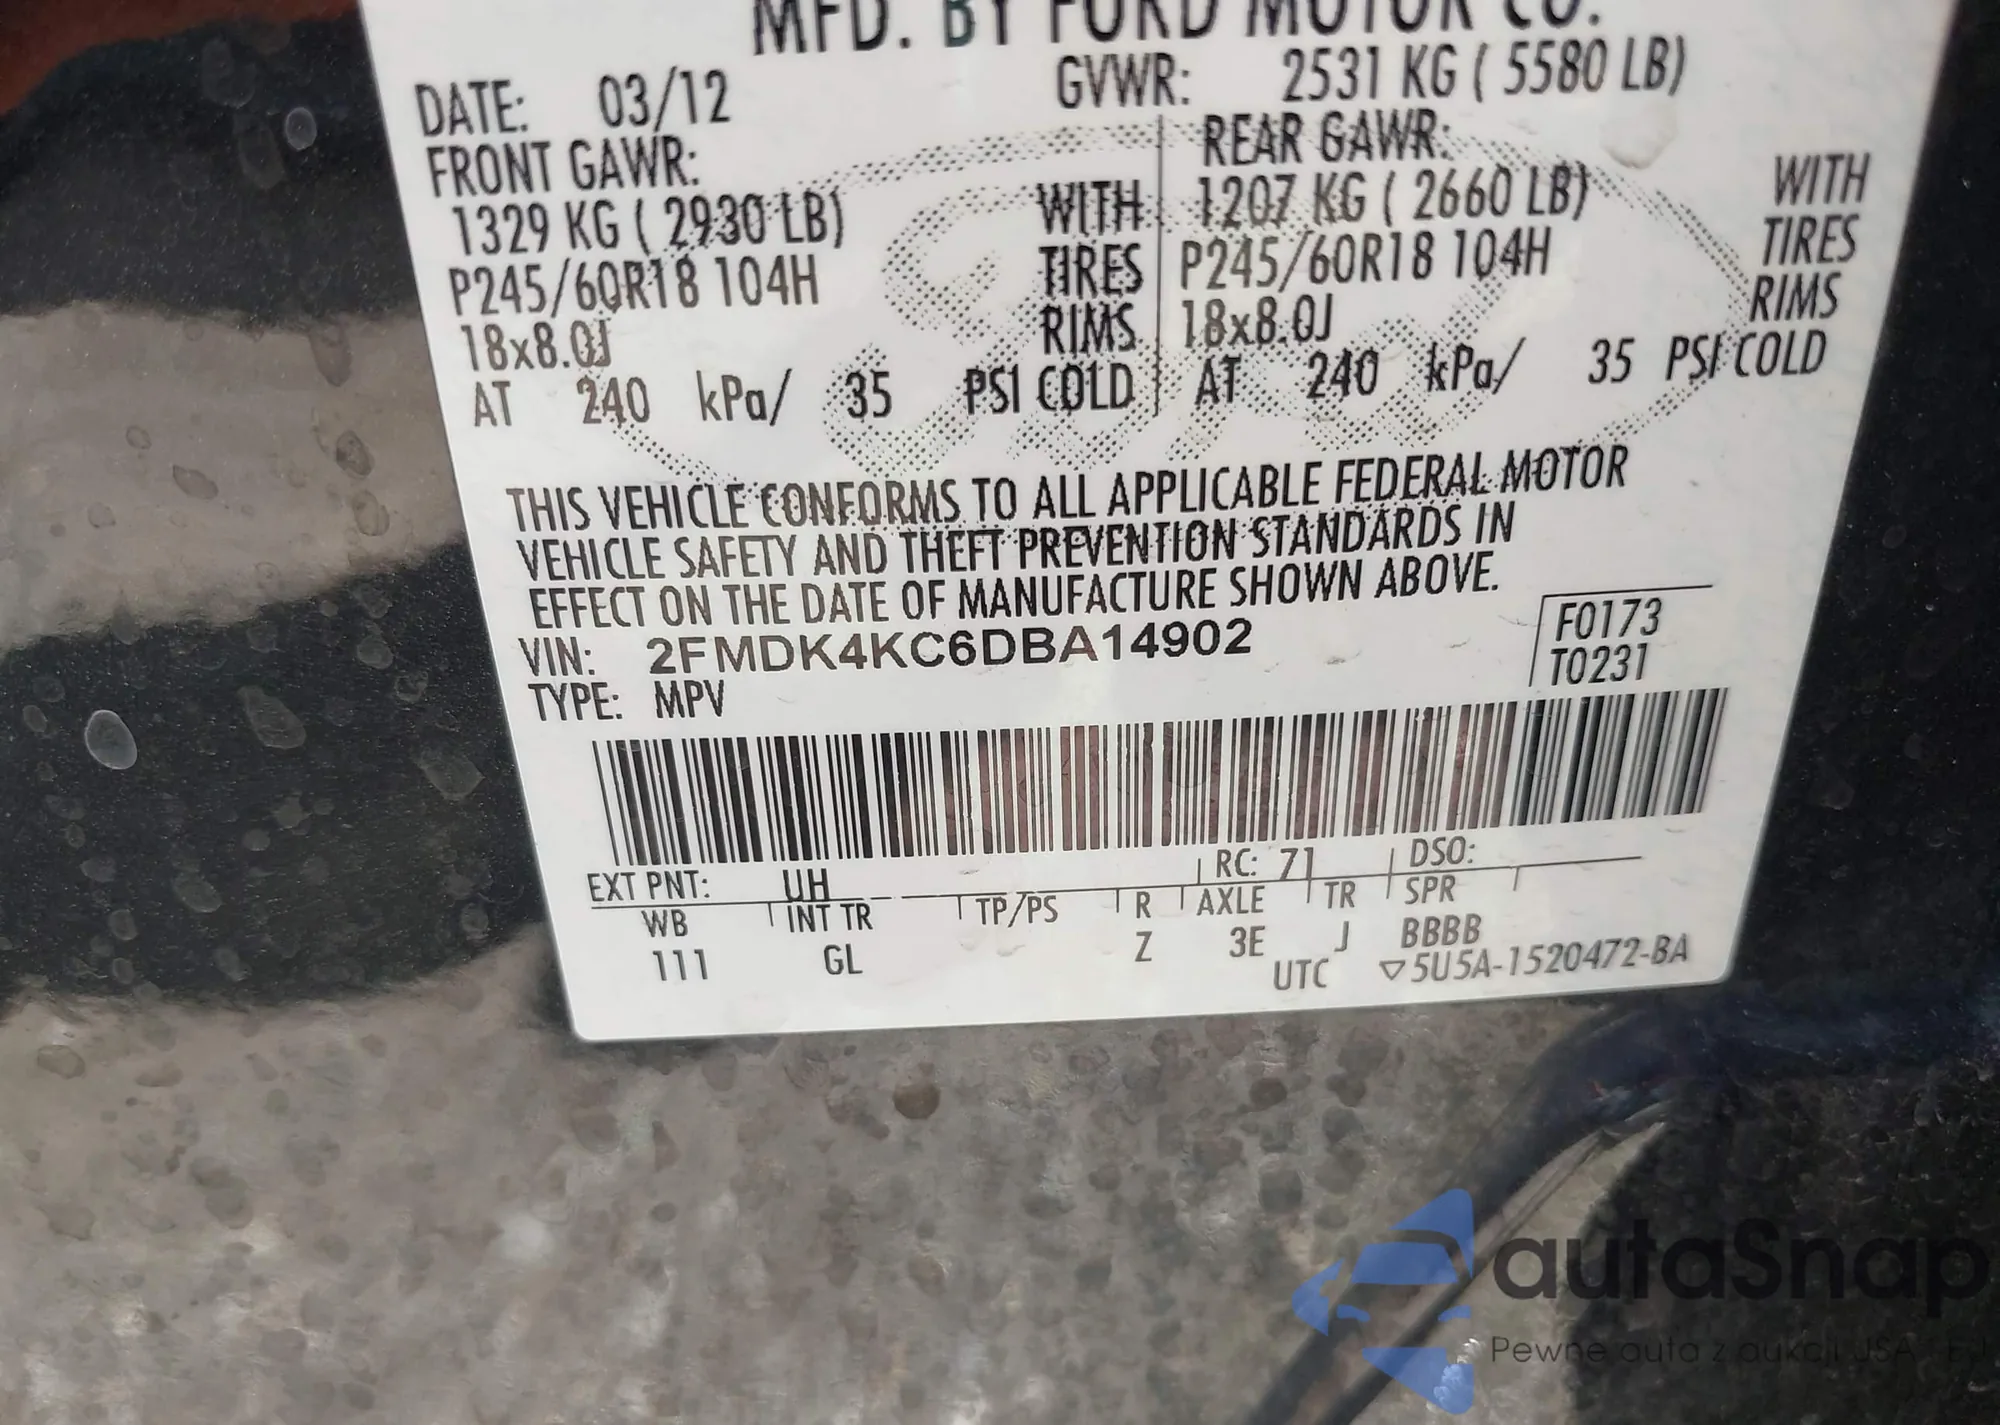 MFD. BY FORD MOTOR CO.
DATE: 03/12 GVWR: 2531 KG ( 5580 LB)
FRONT GAWR: REAR GAWR:
1329 KG ( 2930 LB) WITH 1207 KG ( 2660 LB) WITH
P245/60R18 104H TIRES P245/60R18 104H TIRES
18x8.0J RIMS 18x8.0J RIMS
AT 240 kPa/ 35 PSI COLD AT 240 kPa/ 35 PSI COLD
THIS VEHICLE CONFORMS TO ALL APPLICABLE FEDERAL MOTOR
VEHICLE SAFETY AND THEFT PREVENTION STANDARDS IN
EFFECT ON THE DATE OF MANUFACTURE SHOWN ABOVE.
VIN: 2FMDK4KC6DBA14902 F0173
TYPE: MPV T0231
EXT PNT: UH RC: 71 DSO:
WB INT TR TP/PS R AXLE TR SPR
111 GL Z 3E J BBBB
UTC ▽5U5A-1520472-BA
autaSnap
Pewne auta z aukcji USA i EU